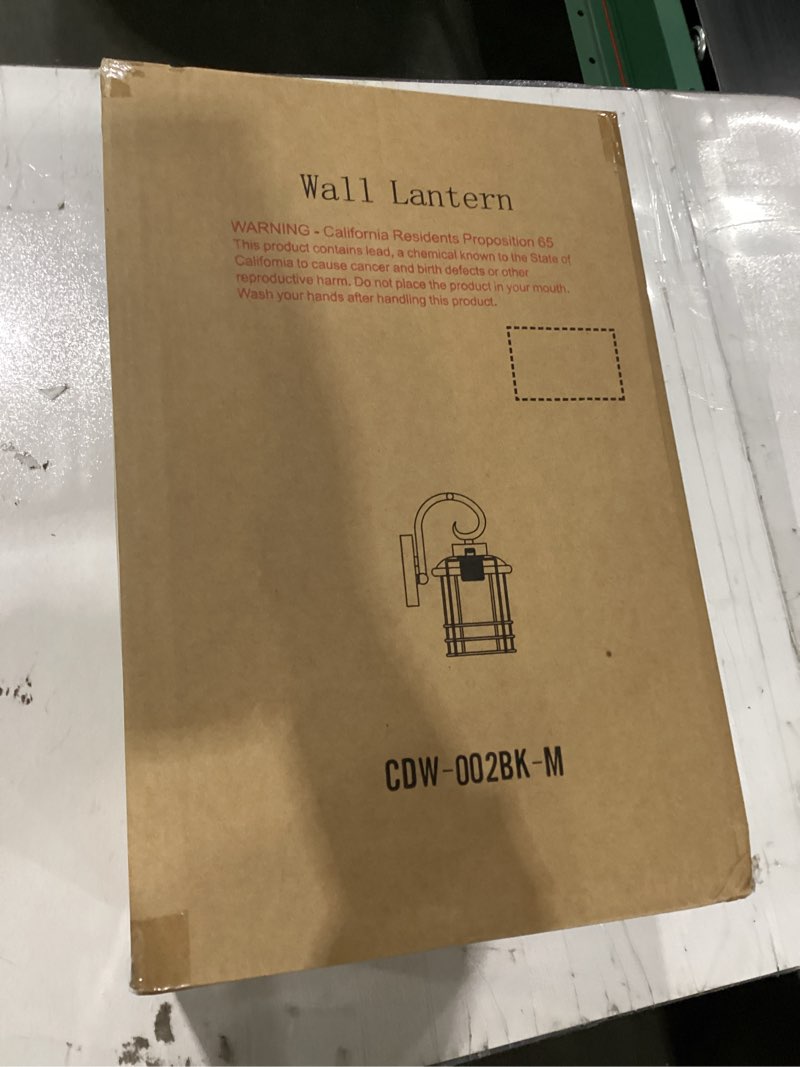 Wall Lantern
WARNING - California Residents Proposition 65
This product contains lead, a chemical known to the State of
California to cause cancer and birth defects or other
reproductive harm. Do not place the product in your mouth.
Wash your hands after handling this product.
CDW-002BK-M